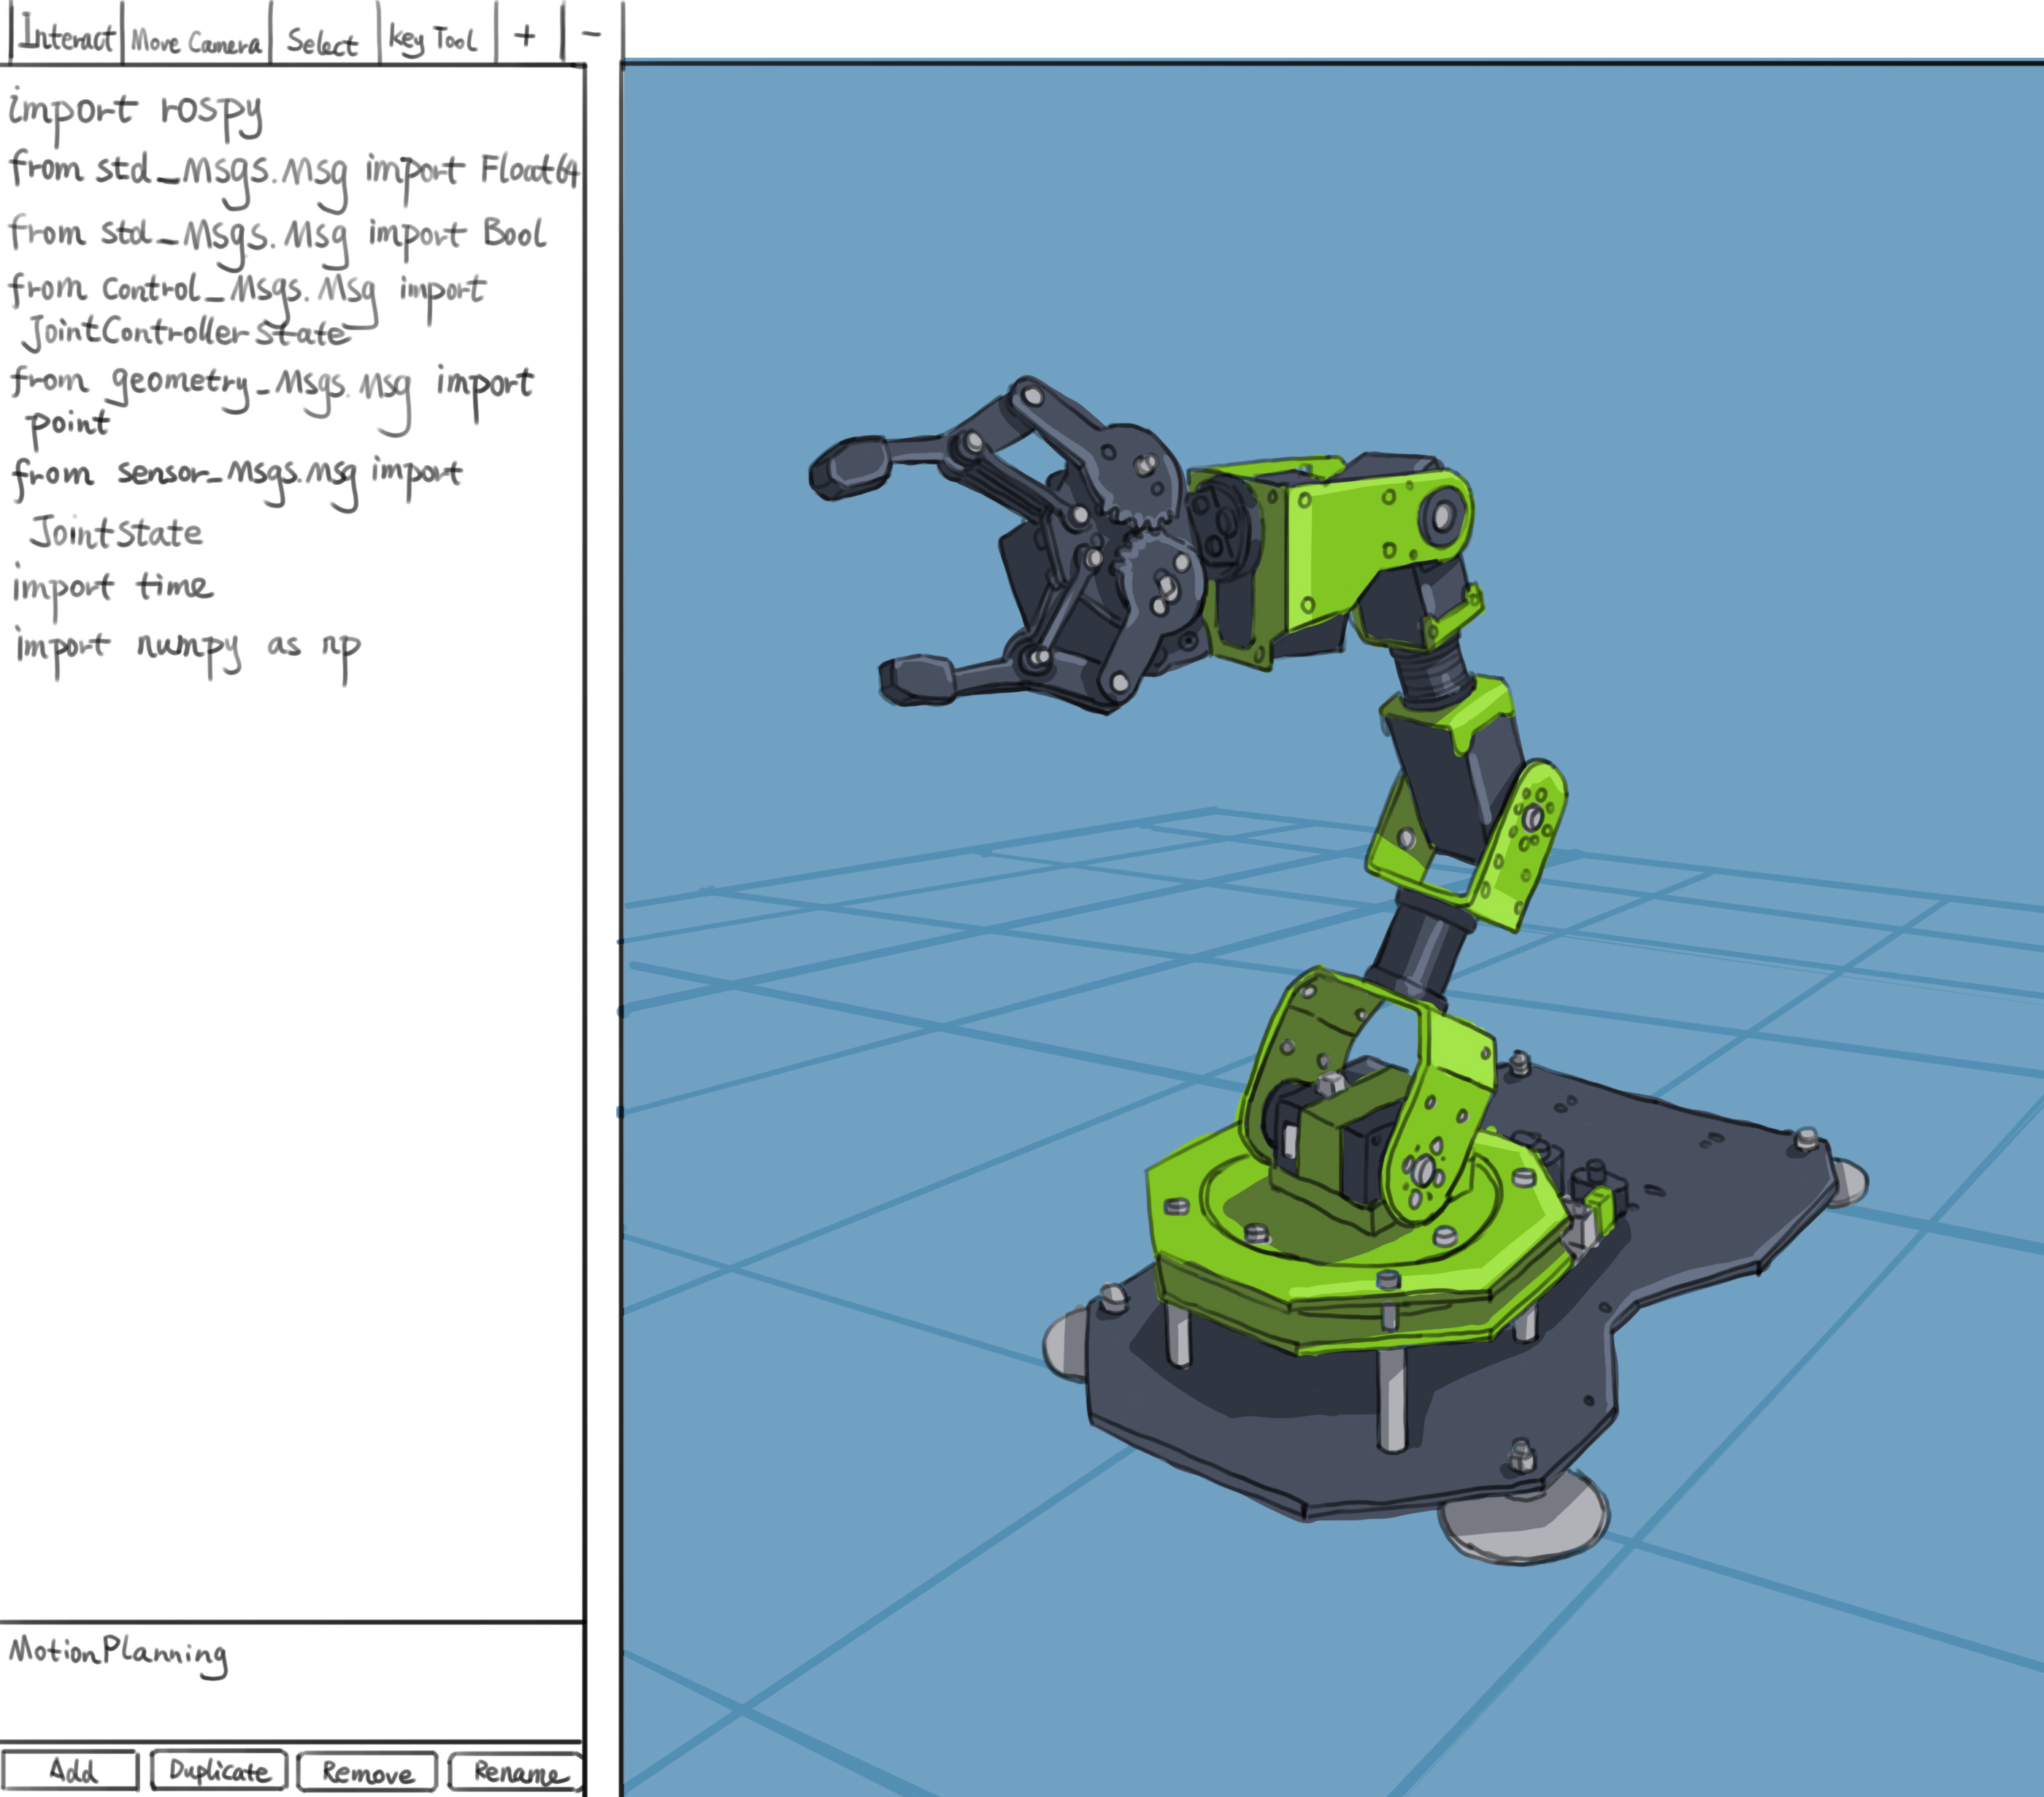 Interact Move Camera Select key Tool + -
import rospy
from std_Msgs.Msg import Float64
from std_Msgs.Msg import Bool
from control_Msgs.Msg import
JointControllerState
from geometry_Msgs.Msg import
point
from sensor_Msgs.Msg import
JointState
import time
import numpy as np
MotionPlanning
Add Duplicate Remove Rename